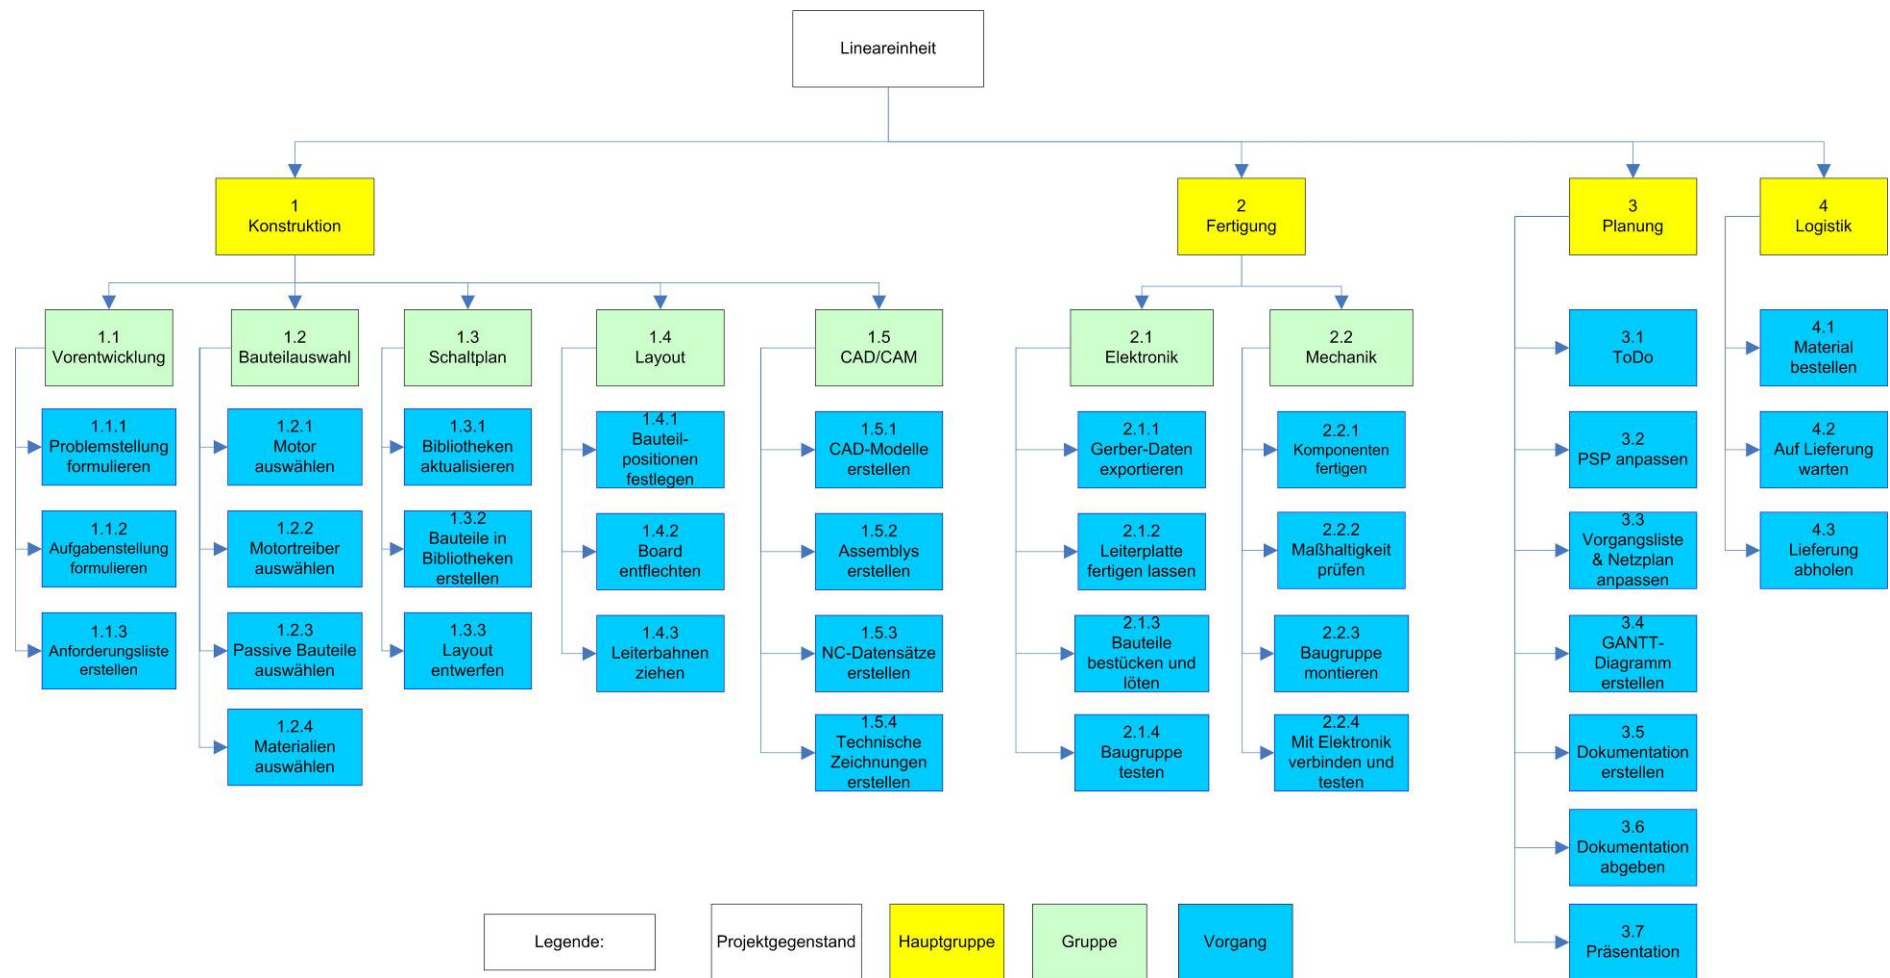 Lineareinheit
1
Konstruktion
2
Fertigung
3
Planung
4
Logistik
1.1
Vorentwicklung
1.2
Bauteilauswahl
1.3
Schaltplan
1.4
Layout
1.5
CAD/CAM
2.1
Elektronik
2.2
Mechanik
1.1.1
Problemstellung
formulieren
1.1.2
Aufgabenstellung
formulieren
1.1.3
Anforderungsliste
erstellen
1.2.1
Motor
auswählen
1.2.2
Motortreiber
auswählen
1.2.3
Passive Bauteile
auswählen
1.2.4
Materialien
auswählen
1.3.1
Bibliotheken
aktualisieren
1.3.2
Bauteile in
Bibliotheken
erstellen
1.3.3
Layout
entwerfen
1.4.1
Bauteil-
positionen
festlegen
1.4.2
Board
entflechten
1.4.3
Leiterbahnen
ziehen
1.5.1
CAD-Modelle
erstellen
1.5.2
Assemblys
erstellen
1.5.3
NC-Datensätze
erstellen
1.5.4
Technische
Zeichnungen
erstellen
2.1.1
Gerber-Daten
exportieren
2.1.2
Leiterplatte
fertigen lassen
2.1.3
Bauteile
bestücken und
löten
2.1.4
Baugruppe
testen
2.2.1
Komponenten
fertigen
2.2.2
Maßhaltigkeit
prüfen
2.2.3
Baugruppe
montieren
2.2.4
Mit Elektronik
verbinden und
testen
3.1
ToDo
3.2
PSP anpassen
3.3
Vorgangsliste
& Netzplan
anpassen
3.4
GANTT-
Diagramm
erstellen
3.5
Dokumentation
erstellen
3.6
Dokumentation
abgeben
3.7
Präsentation
4.1
Material
bestellen
4.2
Auf Lieferung
warten
4.3
Lieferung
abholen
Legende:
Projektgegenstand
Hauptgruppe
Gruppe
Vorgang